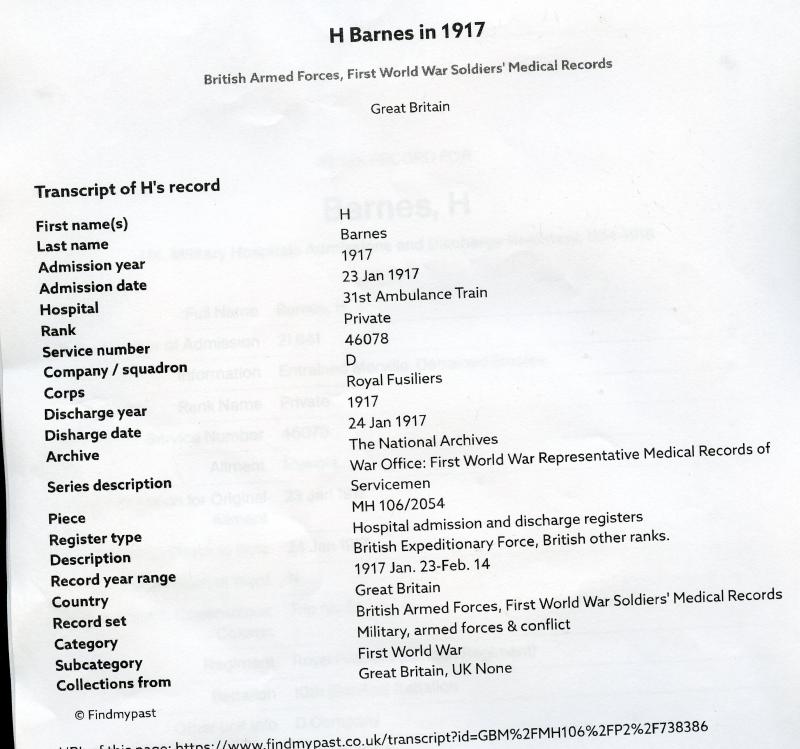 H Barnes in 1917
British Armed Forces, First World War Soldiers' Medical Records
Great Britain
Transcript of H's record
First name(s) H
Last name Barnes
Admission year 1917
Admission date 23 Jan 1917
Hospital 31st Ambulance Train
Rank Private
Service number 46078
Company / squadron D
Corps Royal Fusiliers
Discharge year 1917
Disharge date 24 Jan 1917
Archive The National Archives
Series description War Office: First World War Representative Medical Records of
Servicemen
Piece MH 106/2054
Register type Hospital admission and discharge registers
Description British Expeditionary Force, British other ranks.
Record year range 1917 Jan. 23-Feb. 14
Country Great Britain
Record set British Armed Forces, First World War Soldiers' Medical Records
Category Military, armed forces & conflict
Subcategory First World War
Collections from Great Britain, UK None
© Findmypast
of this page: https://www.findmypast.co.uk/transcript?id=GBM%2FMH106%2FP2%2F738386